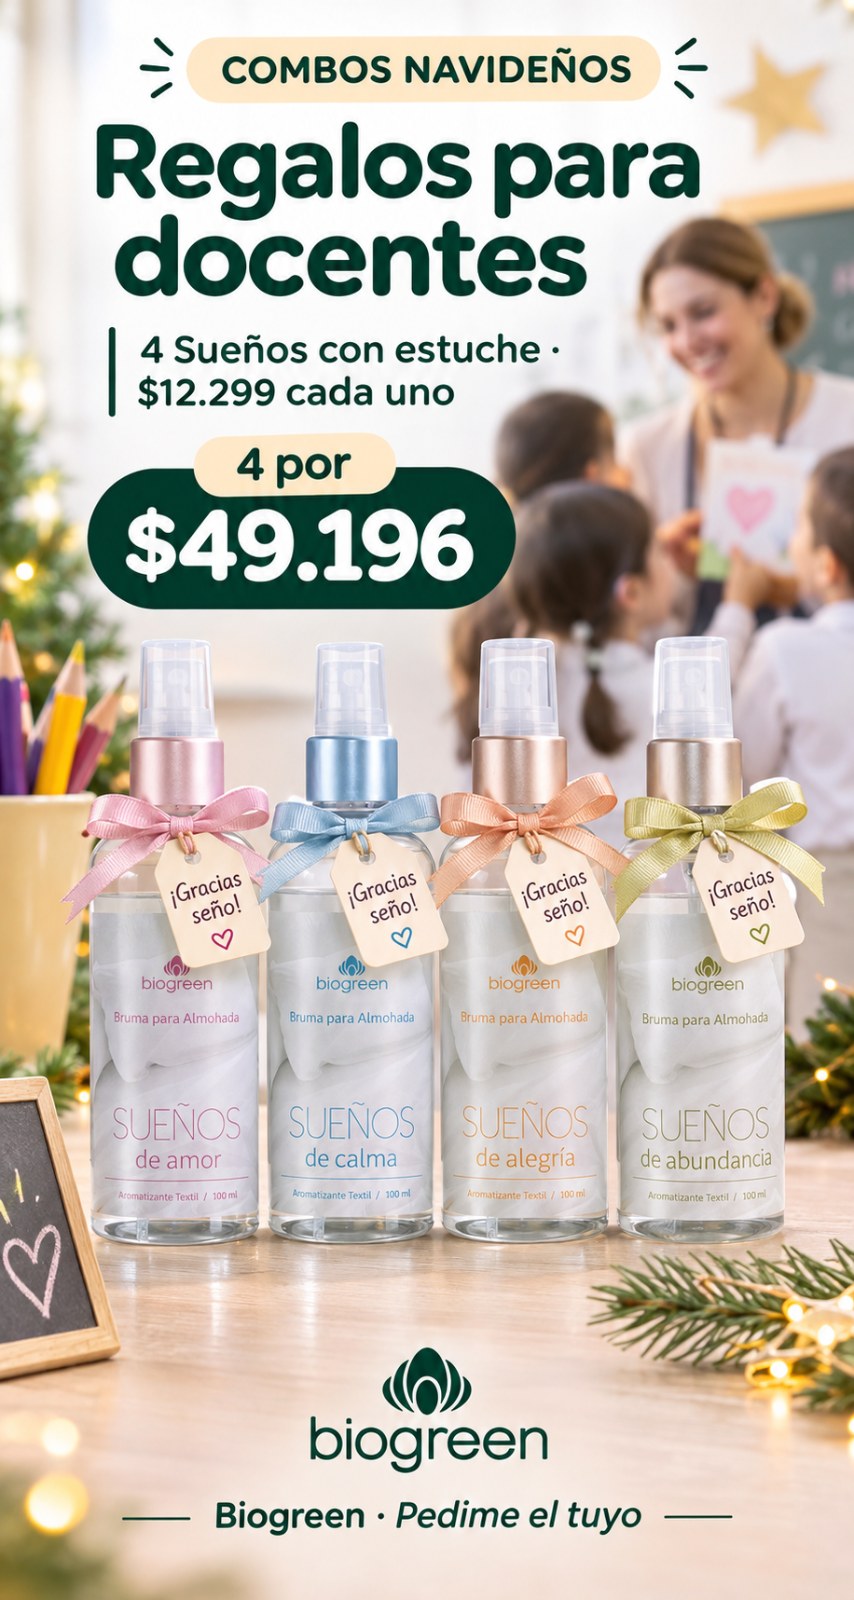 COMBOS NAVIDEÑOS
Regalos para
docentes
4 Sueños con estuche ·
$12.299 cada uno
4 por
$49.196
¡Gracias
seño!
biogreen
Bruma para Almohada
SUEÑOS
de amor
Aromatizante Textil / 100 ml
¡Gracias
seño!
biogreen
Bruma para Almohada
SUEÑOS
de calma
Aromatizante Textil / 100 ml
¡Gracias
seño!
biogreen
Bruma para Almohada
SUEÑOS
de alegría
Aromatizante Textil / 100 ml
¡Gracias
seño!
biogreen
Bruma para Almohada
SUEÑOS
de abundancia
Aromatizante Textil / 100 ml
biogreen
Biogreen · Pedime el tuyo